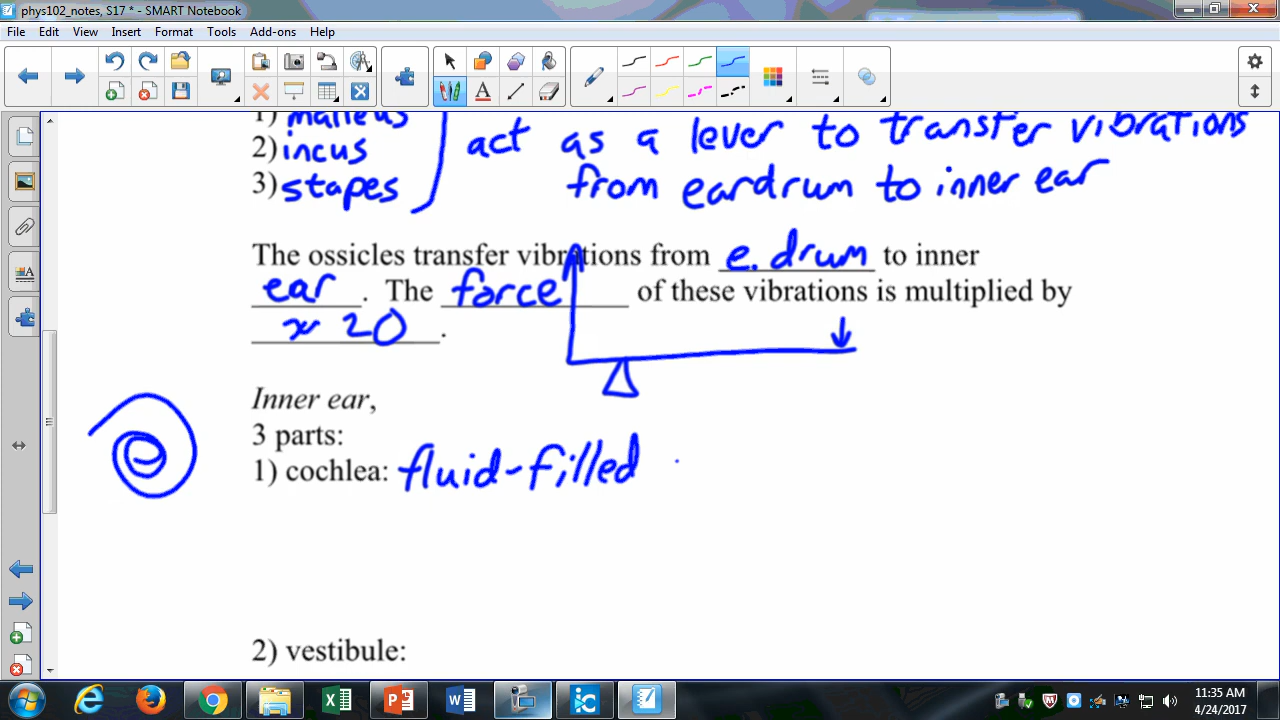 phys102_notes, S17 * - SMART Notebook
File Edit View Insert Format Tools Add-ons Help
1) malleus
2) incus
3) stapes
act as a lever to transfer vibrations
from eardrum to inner ear
The ossicles transfer vibrations from e. drum to inner
ear. The force of these vibrations is multiplied by
≈ 20.
Inner ear,
3 parts:
1) cochlea: fluid-filled
2) vestibule:
11:35 AM
4/24/2017